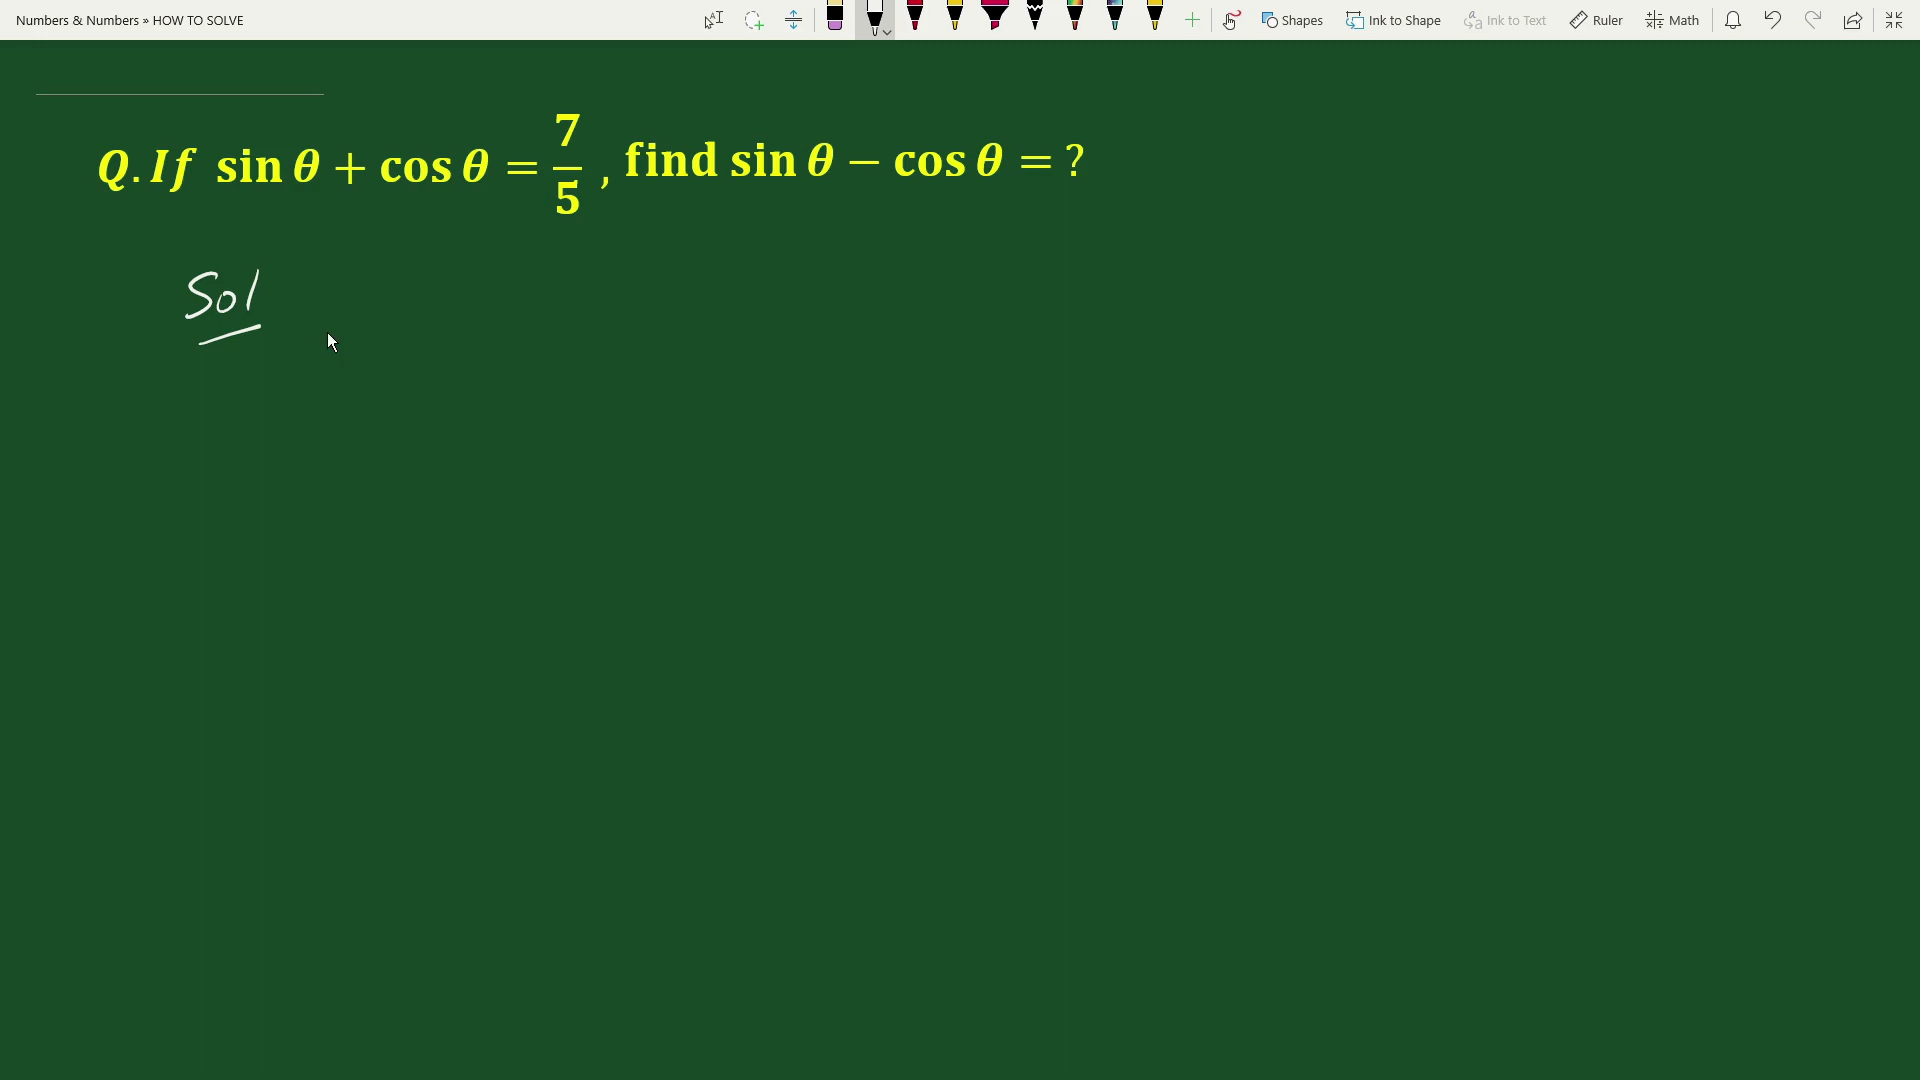 Numbers & Numbers » HOW TO SOLVE
Shapes
Ink to Shape
Ink to Text
Ruler
Math
Q. If sin θ + cos θ = 7/5 , find sin θ − cos θ = ?
Sol